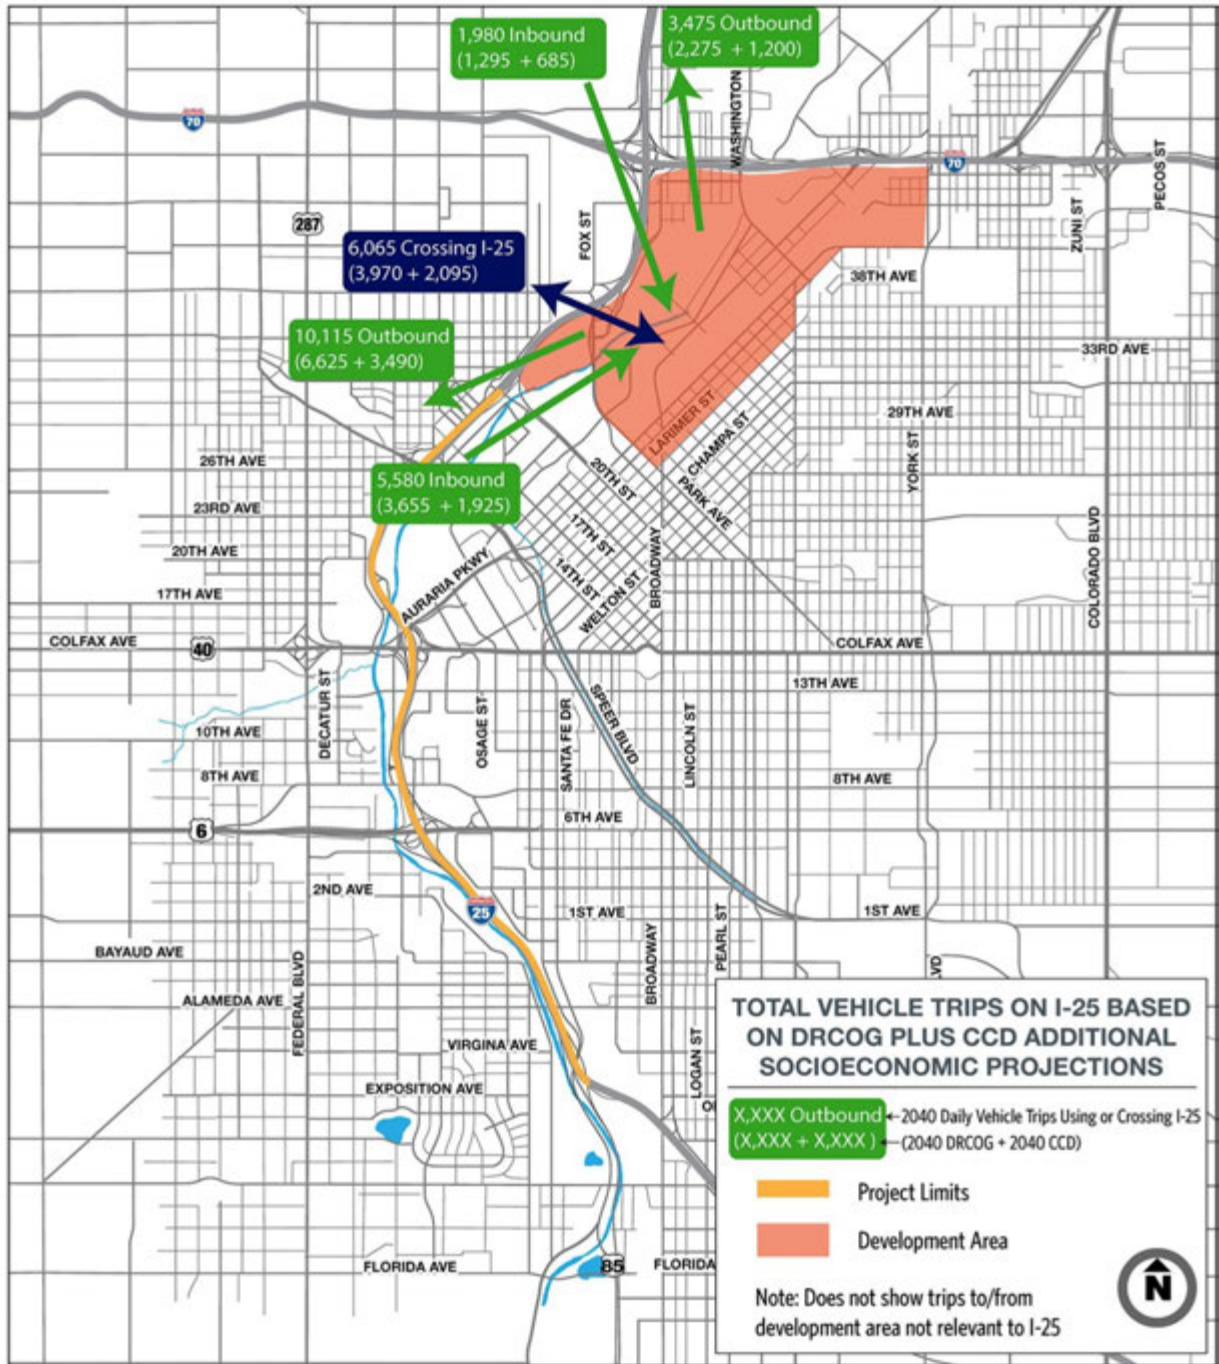 1,980 Inbound
(1,295 + 685)
3,475 Outbound
(2,275 + 1,200)
WASHINGTON
70
70
PECOS ST
ZUNI ST
287
FOX ST
6,065 Crossing I-25
(3,970 + 2,095)
38TH AVE
10,115 Outbound
(6,625 + 3,490)
33RD AVE
LARIMER ST
CHAMPA ST
29TH AVE
YORK ST
26TH AVE
20TH ST
PARK AVE
5,580 Inbound
(3,655 + 1,925)
23RD AVE
17TH ST
20TH AVE
14TH ST
WELTON ST
BROADWAY
COLORADO BLVD
AURARIA PKWY
17TH AVE
COLFAX AVE
40
COLFAX AVE
13TH AVE
DECATUR ST
OSAGE ST
SANTA FE DR
SPEER BLVD
LINCOLN ST
10TH AVE
8TH AVE
8TH AVE
6TH AVE
6
2ND AVE
25
1ST AVE
1ST AVE
PEARL ST
BAYAUD AVE
BROADWAY
VD
ALAMEDA AVE
FEDERAL BLVD
VIRGINA AVE
LOGAN ST
EXPOSITION AVE
O
FLORIDA AVE
85
FLORIDA
TOTAL VEHICLE TRIPS ON I-25 BASED
ON DRCOG PLUS CCD ADDITIONAL
SOCIOECONOMIC PROJECTIONS
X,XXX Outbound
2040 Daily Vehicle Trips Using or Crossing I-25
(X,XXX + X,XXX )
(2040 DRCOG + 2040 CCD)
Project Limits
Development Area
Note: Does not show trips to/from
development area not relevant to I-25
N